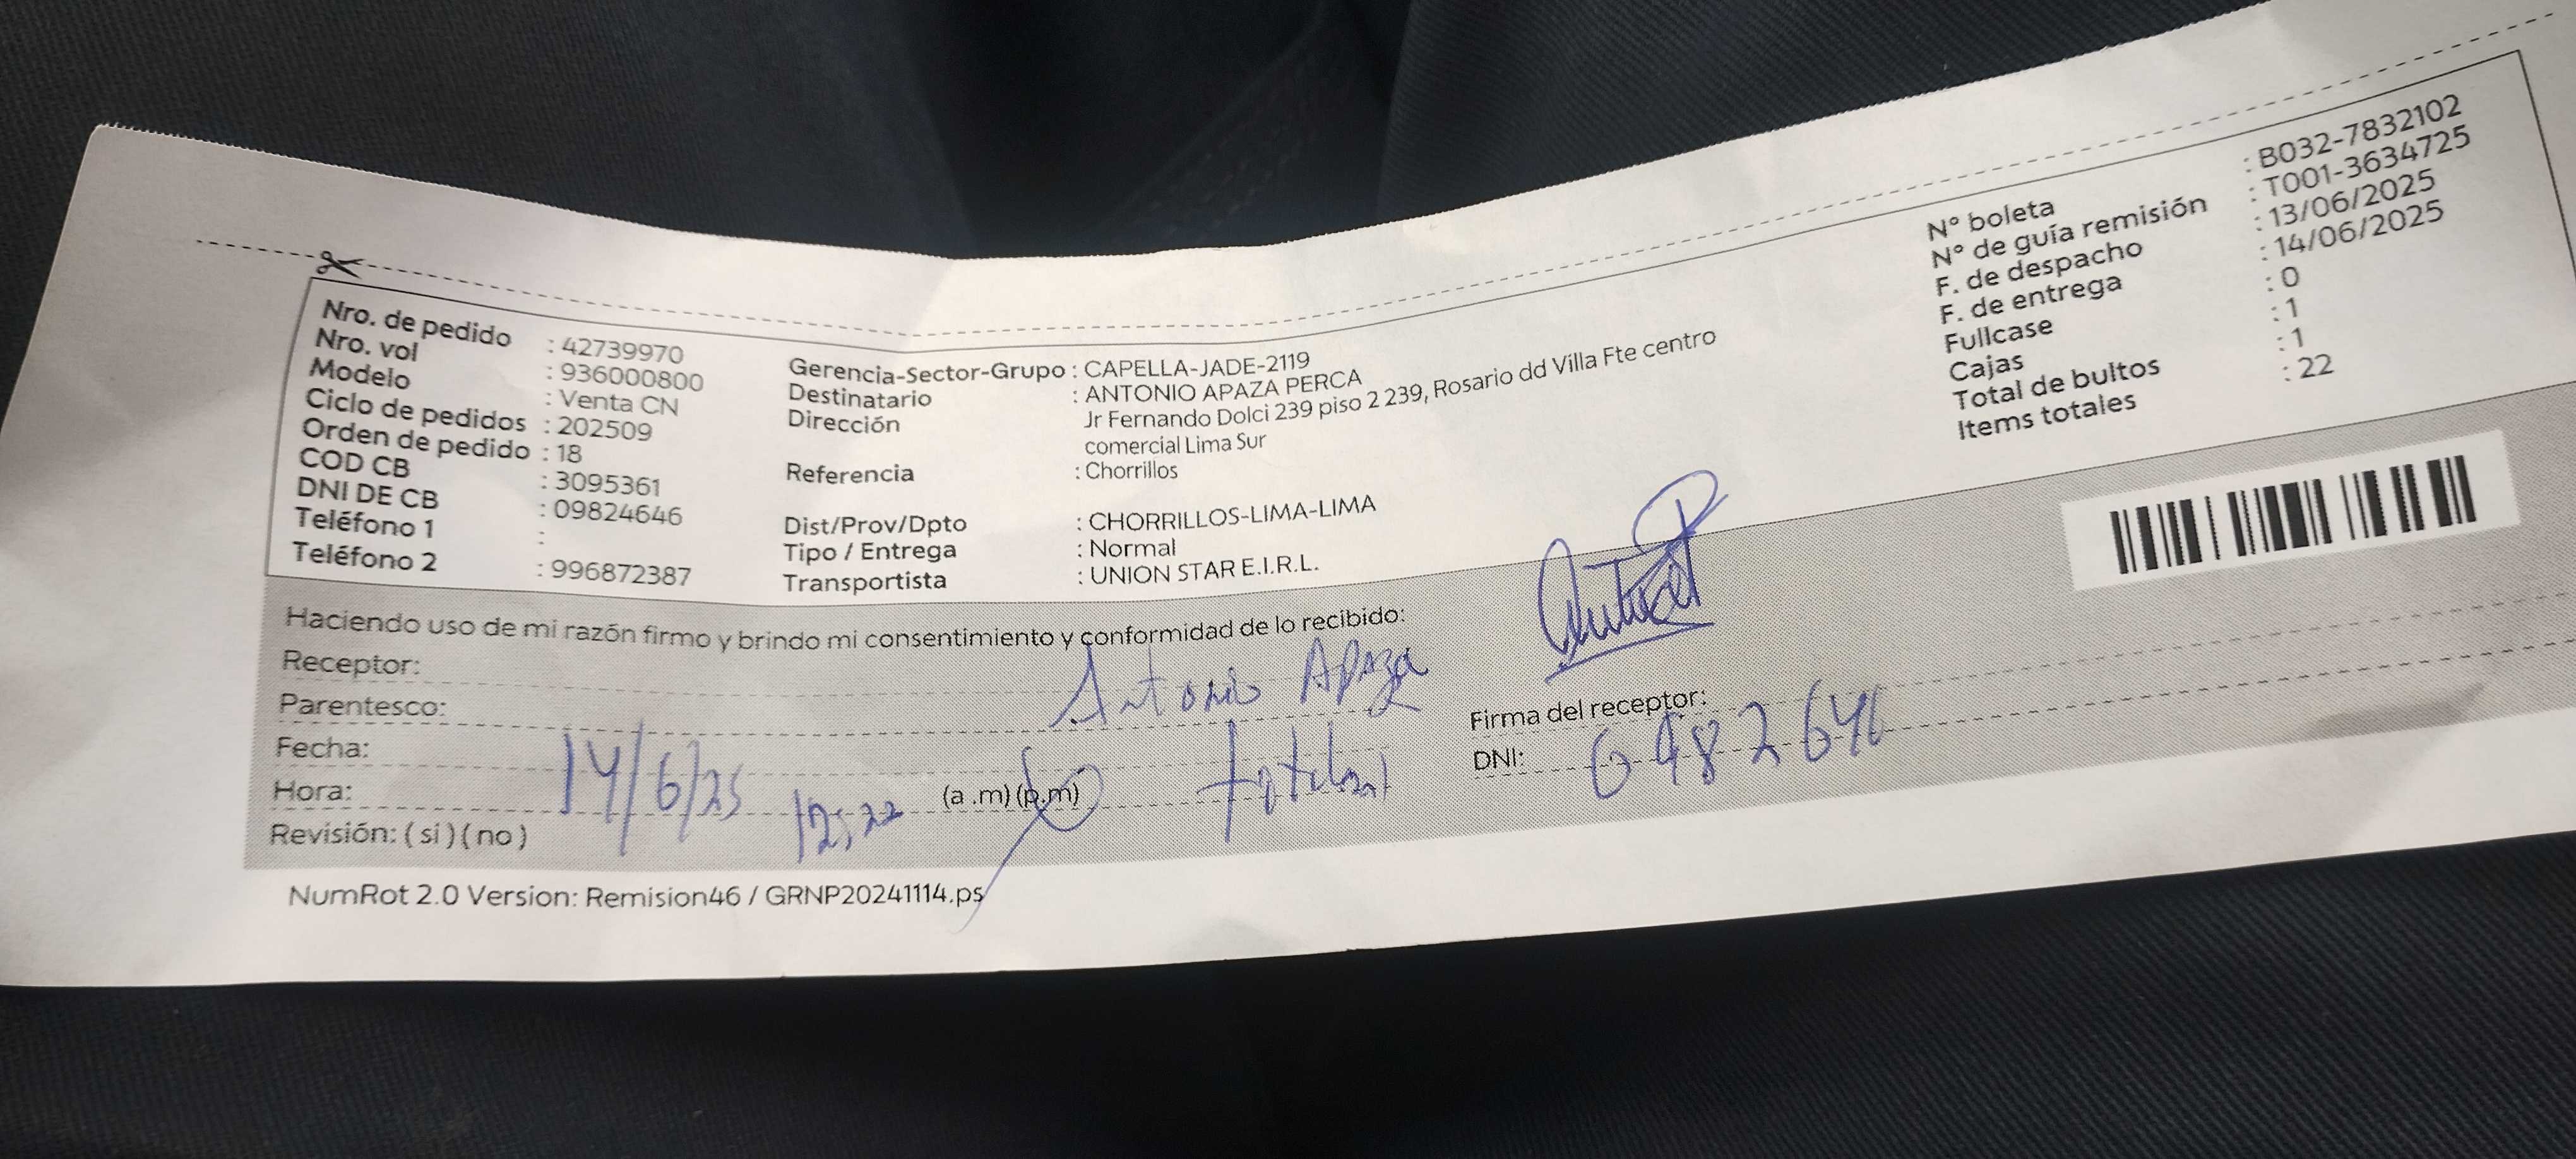 Nro. de pedido : 42739970
Nro. vol : 936000800
Modelo : Venta CN
Ciclo de pedidos : 202509
Orden de pedido : 18
COD CB : 3095361
DNI DE CB : 09824646
Teléfono 1 :
Teléfono 2 : 996872387
Gerencia-Sector-Grupo : CAPELLA-JADE-2119
Destinatario : ANTONIO APAZA PERCA
Dirección Jr Fernando Dolci 239 piso 2 239, Rosario dd Villa Fte centro
comercial Lima Sur
Referencia : Chorrillos
Dist/Prov/Dpto : CHORRILLOS-LIMA-LIMA
Tipo / Entrega : Normal
Transportista : UNION STAR E.I.R.L.
N° boleta : B032-7832102
N° de guía remisión : T001-3634725
F. de despacho : 13/06/2025
F. de entrega : 14/06/2025
Fullcase : 0
Cajas : 1
Total de bultos : 1
Items totales : 22
Haciendo uso de mi razón firmo y brindo mi consentimiento y conformidad de lo recibido:
Receptor: Antonio Apaza
Parentesco:
Fecha: 14/6/25
Hora: 12:22 (a .m) (p.m)
Revisión: ( si ) ( no )
Firma del receptor:
DNI:
NumRot 2.0 Version: Remision46 / GRNP20241114.ps